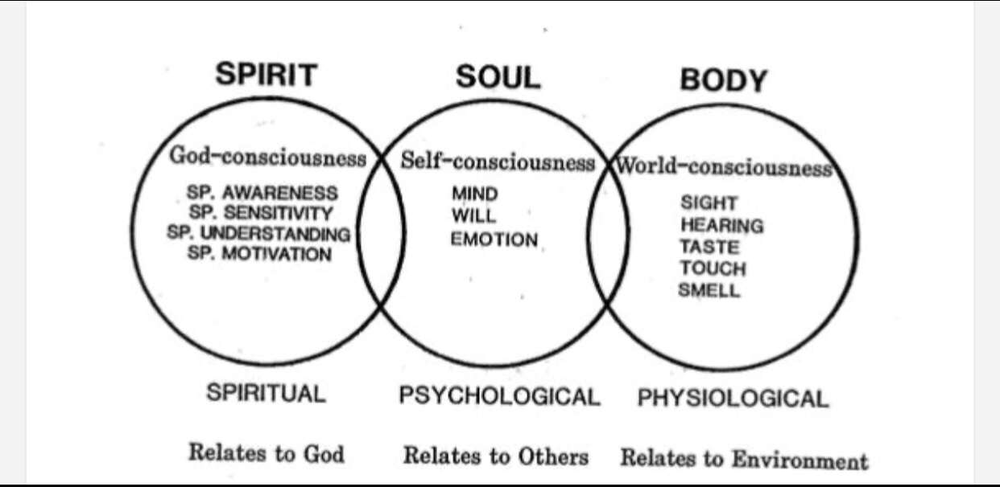 SPIRIT
SOUL
BODY
God-consciousness
SP. AWARENESS
SP. SENSITIVITY
SP. UNDERSTANDING
SP. MOTIVATION
Self-consciousness
MIND
WILL
EMOTION
World-consciousness
SIGHT
HEARING
TASTE
TOUCH
SMELL
SPIRITUAL
PSYCHOLOGICAL
PHYSIOLOGICAL
Relates to God
Relates to Others
Relates to Environment